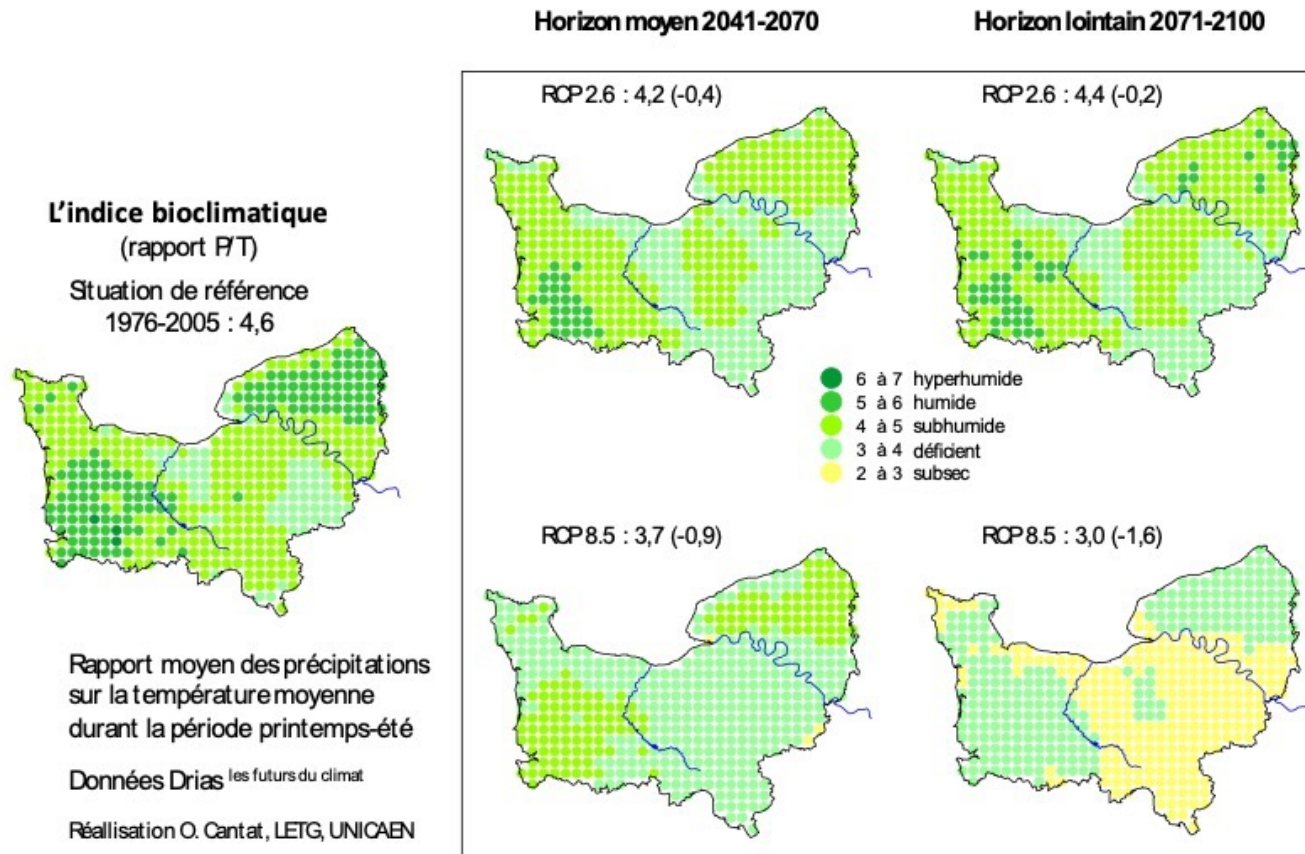 Horizon moyen 2041-2070
Horizon lointain 2071-2100
RCP 2.6 : 4,2 (-0,4)
RCP 2.6 : 4,4 (-0,2)
L'indice bioclimatique
(rapport P/T)
Situation de référence
1976-2005 : 4,6
6 à 7 hyperhumide
5 à 6 humide
4 à 5 subhumide
3 à 4 déficient
2 à 3 subsec
RCP 8.5 : 3,7 (-0,9)
RCP 8.5 : 3,0 (-1,6)
Rapport moyen des précipitations
sur la température moyenne
durant la période printemps-été
Données Drias les futurs du climat
Réallisation O. Cantat, LETG, UNICAEN